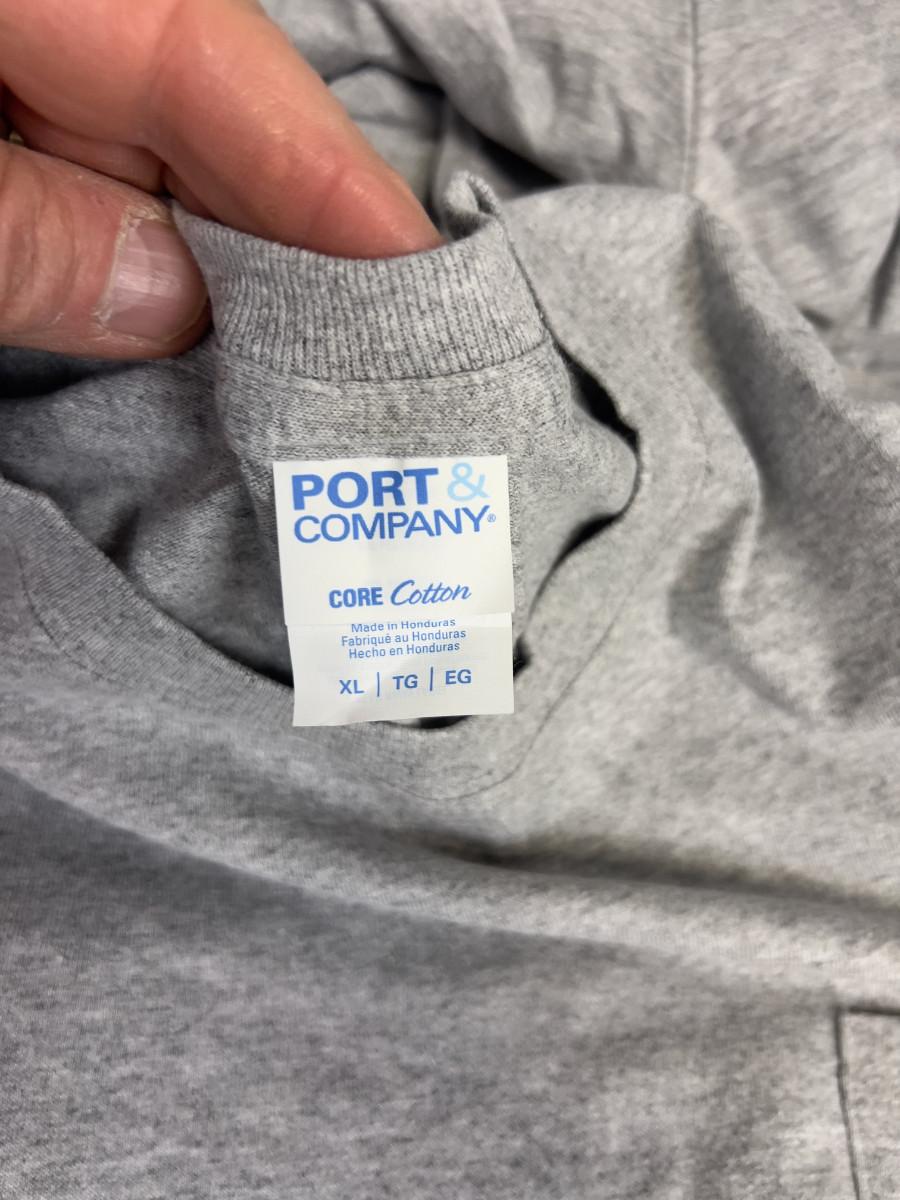 PORT &
COMPANY®
CORE Cotton
Made in Honduras
Fabriqué au Honduras
Hecho en Honduras
XL | TG | EG